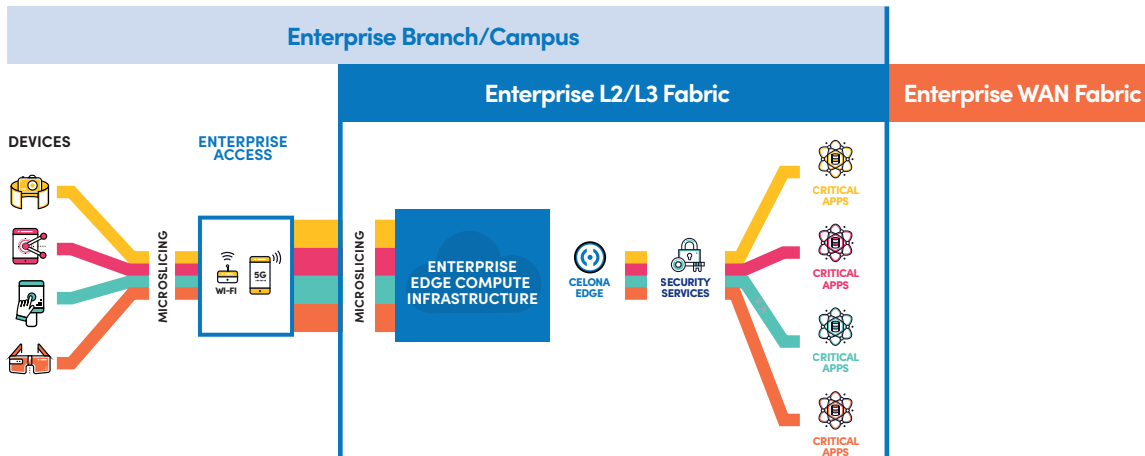 Enterprise Branch/Campus
Enterprise L2/L3 Fabric
Enterprise WAN Fabric
DEVICES
ENTERPRISE
ACCESS
MICROSLICING
WI-FI
5G
MICROSLICING
ENTERPRISE
EDGE COMPUTE
INFRASTRUCTURE
CELONA
EDGE
SECURITY
SERVICES
CRITICAL
APPS
CRITICAL
APPS
CRITICAL
APPS
CRITICAL
APPS